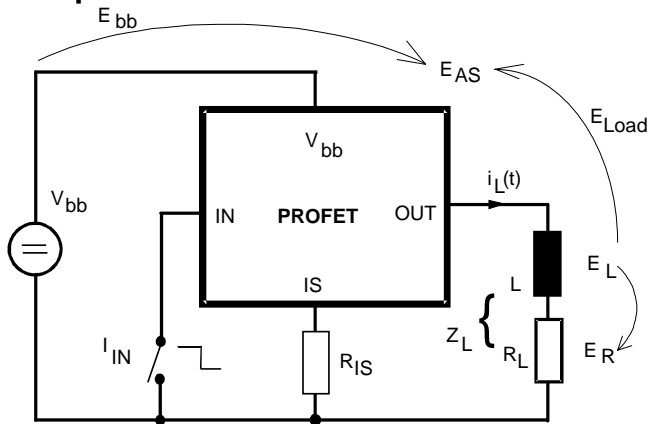 E bb
E AS
E Load
V bb
V bb
i L (t)
IN
PROFET
OUT
IS
L
E L
Z L {
I IN
R IS
R L
E R